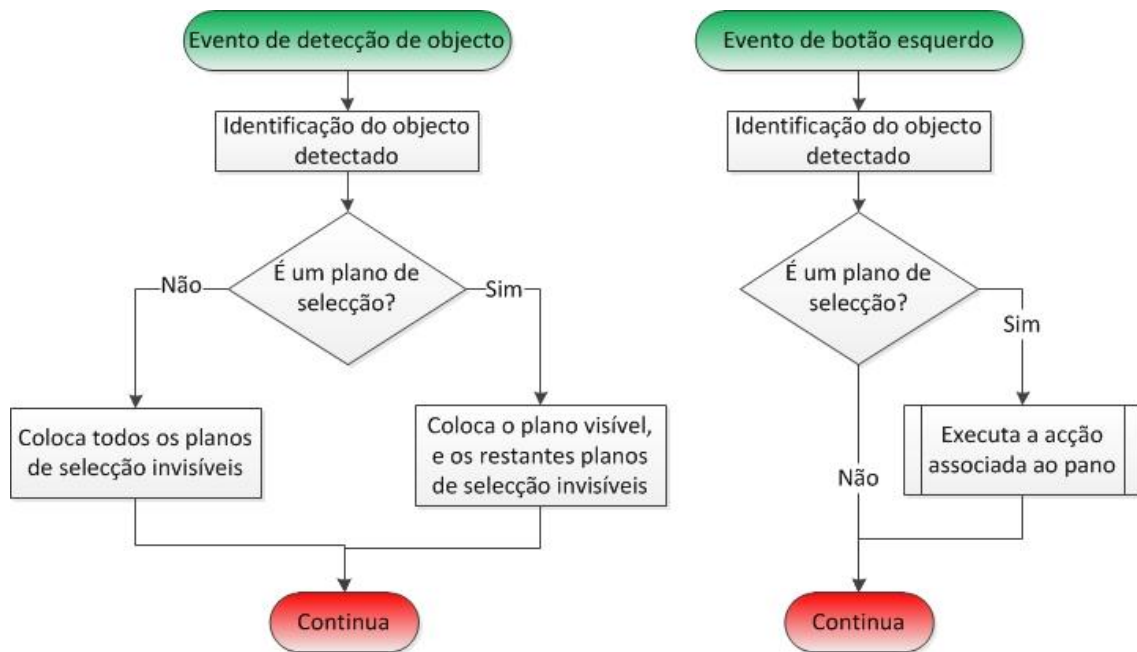 Evento de detecção de objecto
Identificação do objecto
detectado
É um plano de
selecção?
Não
Sim
Coloca todos os planos
de selecção invisíveis
Coloca o plano visível,
e os restantes planos
de selecção invisíveis
Continua
Evento de botão esquerdo
Identificação do objecto
detectado
É um plano de
selecção?
Sim
Não
Executa a acção
associada ao pano
Continua